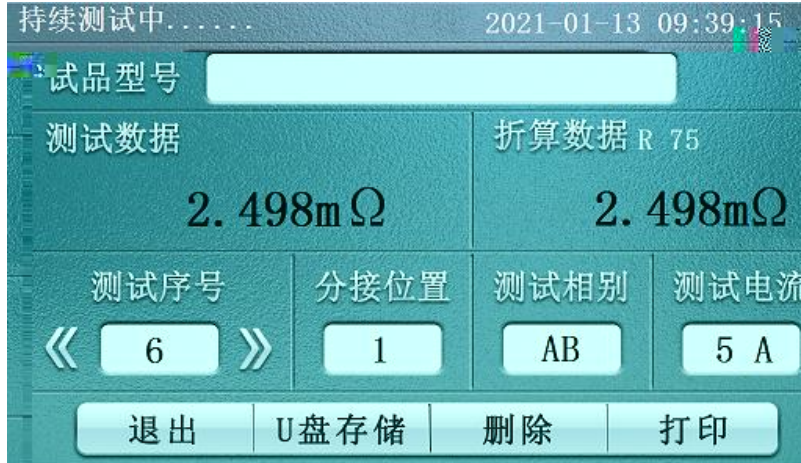 持续测试中...... 2021-01-13 09:39:15
试品型号
测试数据 折算数据 R 75
2.498mΩ 2.498mΩ
测试序号 分接位置 测试相别 测试电流
《 6 》 1 AB 5 A
退出 U盘存储 删除 打印